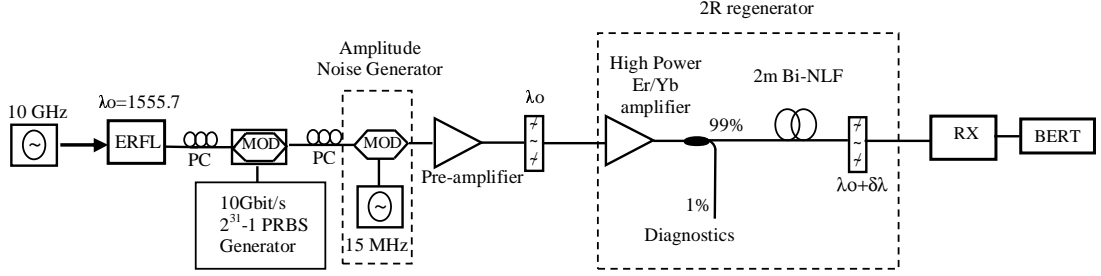 2R regenerator
Amplitude
Noise Generator
High Power
Er/Yb
amplifier
2m Bi-NLF
10 GHz
λo=1555.7
λo
99%
~
ERFL
PC
MOD
PC
MOD
Pre-amplifier
~
~
RX
BERT
λo+δλ
10Gbit/s
2³¹-1 PRBS
Generator
~
15 MHz
1%
Diagnostics